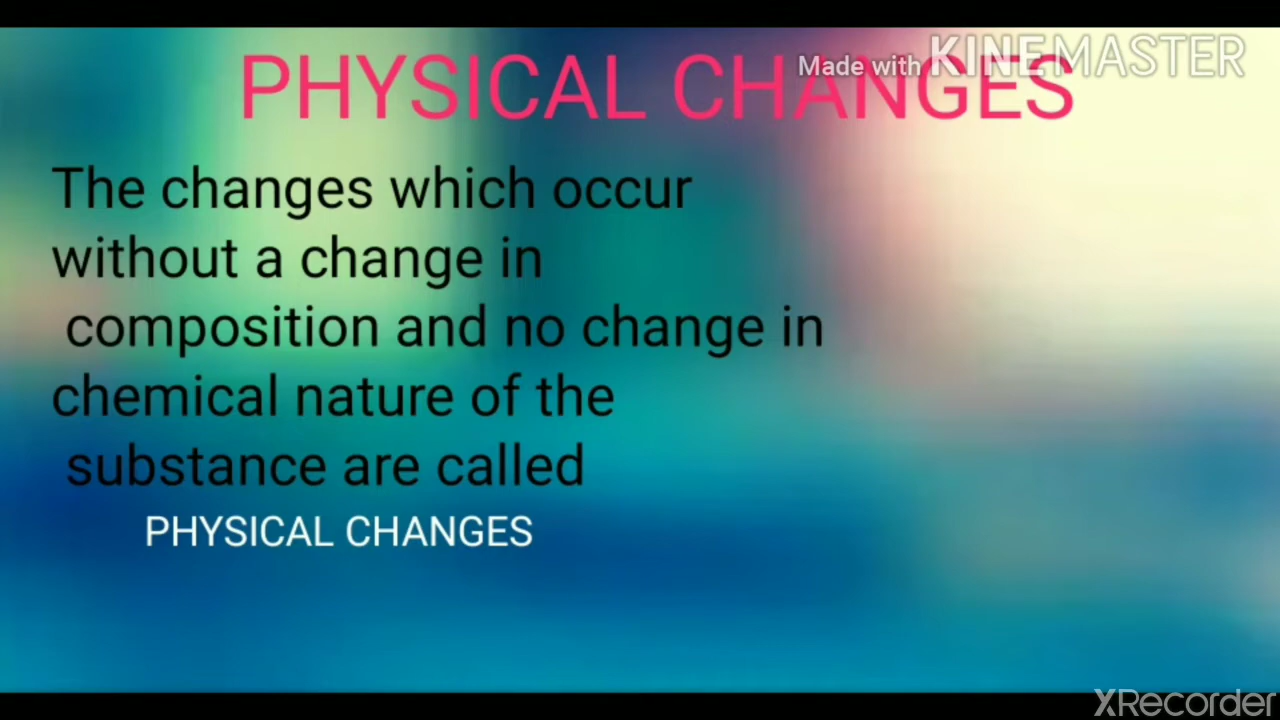 Made with KINEMASTER
PHYSICAL CHANGES
The changes which occur
without a change in
composition and no change in
chemical nature of the
substance are called
PHYSICAL CHANGES
XRecorder